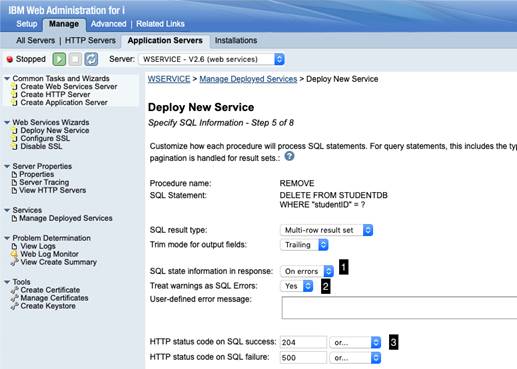 IBM Web Administration for i
Setup Manage Advanced | Related Links
All Servers | HTTP Servers Application Servers Installations
Stopped Server: WSERVICE - V2.6 (web services)
Common Tasks and Wizards
Create Web Services Server
Create HTTP Server
Create Application Server
Web Services Wizards
Deploy New Service
Configure SSL
Disable SSL
Server Properties
Properties
Server Tracing
View HTTP Servers
Services
Manage Deployed Services
Problem Determination
View Logs
Web Log Monitor
View Create Summary
Tools
Create Certificate
Manage Certificates
Create Keystore
WSERVICE > Manage Deployed Services > Deploy New Service
Deploy New Service
Specify SQL Information - Step 5 of 8
Customize how each procedure will process SQL statements. For query statements, this includes the typ
pagination is handled for result sets.: ?
Procedure name: REMOVE
SQL Statement: DELETE FROM STUDENTDB
WHERE "studentID" = ?
SQL result type: Multi-row result set
Trim mode for output fields: Trailing
SQL state information in response: On errors 1
Treat warnings as SQL Errors: Yes 2
User-defined error message:
HTTP status code on SQL success: 204 or... 3
HTTP status code on SQL failure: 500 or...